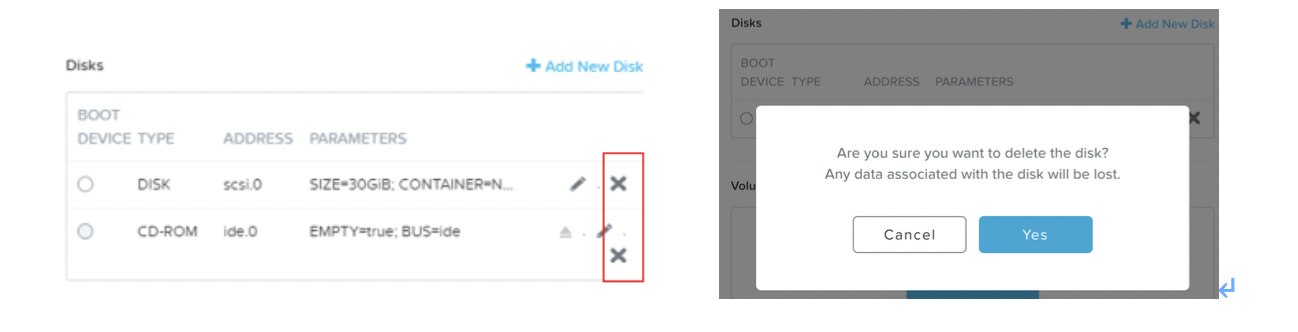 Disks
+ Add New Disk
BOOT
DEVICE TYPE ADDRESS PARAMETERS
DISK scsi.0 SIZE=30GiB; CONTAINER=N...
CD-ROM ide.0 EMPTY=true; BUS=ide
Disks
+ Add New Disk
BOOT
DEVICE TYPE ADDRESS PARAMETERS
Are you sure you want to delete the disk?
Any data associated with the disk will be lost.
Volu
Cancel Yes